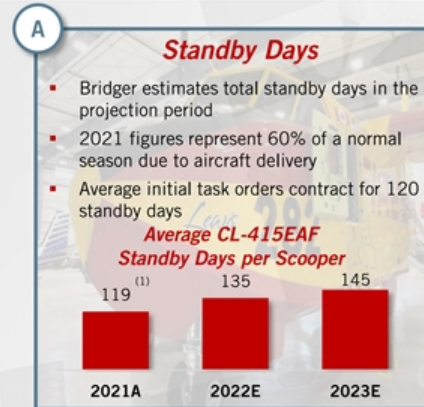 A
Standby Days
▪ Bridger estimates total standby days in the
projection period
▪ 2021 figures represent 60% of a normal
season due to aircraft delivery
▪ Average initial task orders contract for 120
standby days
Average CL-415EAF
Standby Days per Scooper
119 (1) 135 145
2021A 2022E 2023E